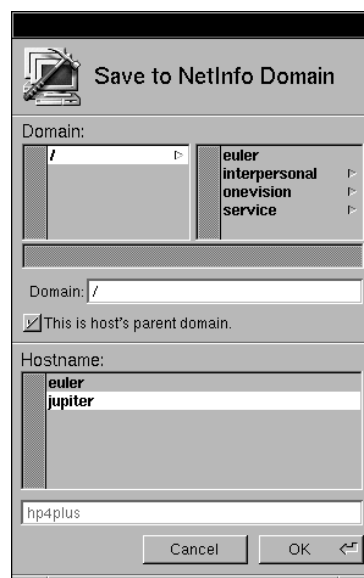 Save to NetInfo Domain
Domain:
/
euler
interpersonal
onevision
service
Domain: /
This is host's parent domain.
Hostname:
euler
jupiter
hp4plus
Cancel
OK